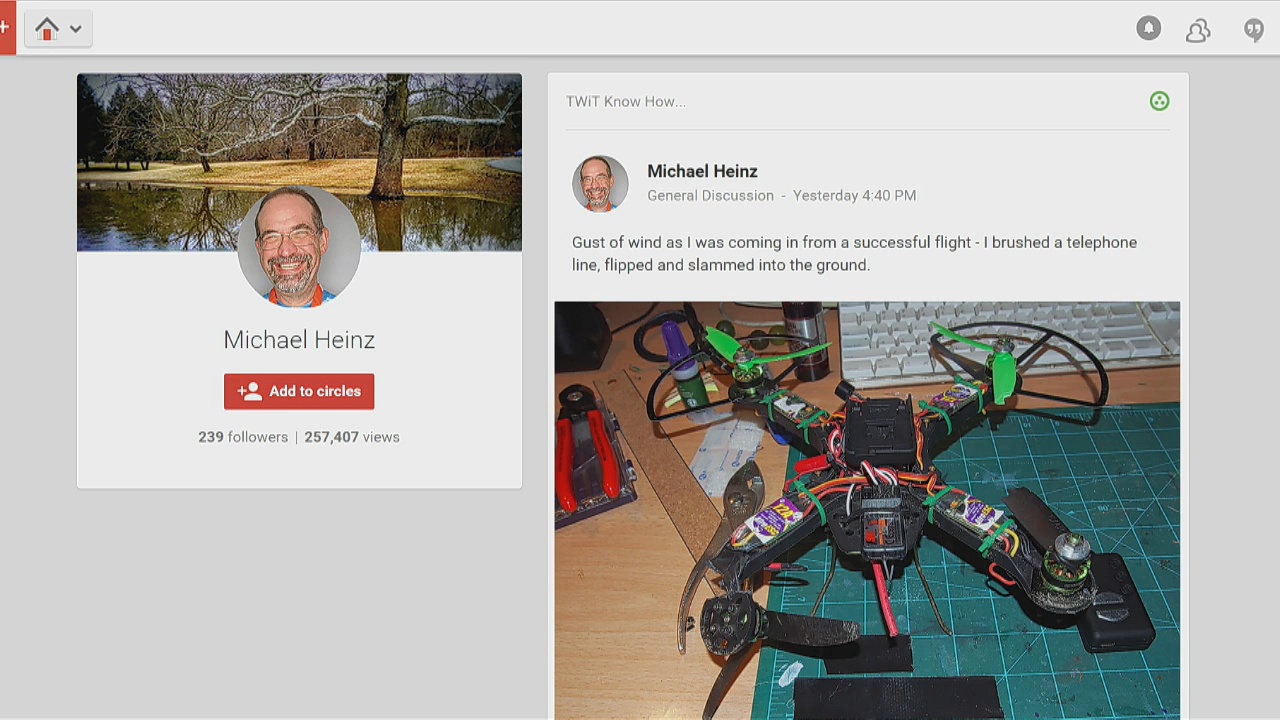 +
TWiT Know How...
Michael Heinz
General Discussion - Yesterday 4:40 PM
Gust of wind as I was coming in from a successful flight - I brushed a telephone
line, flipped and slammed into the ground.
Michael Heinz
Add to circles
239 followers | 257,407 views